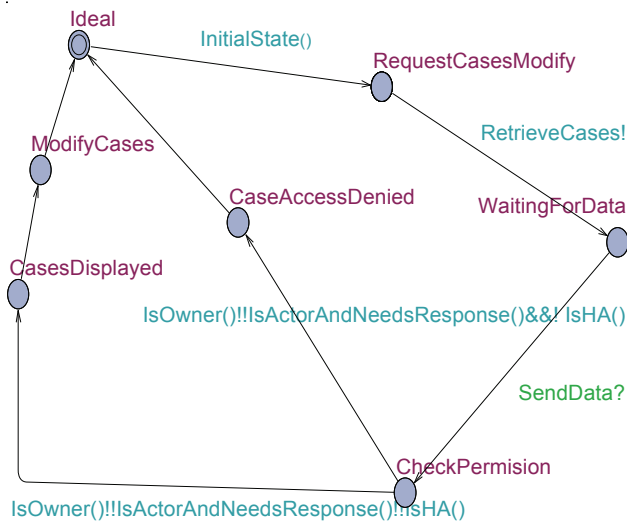 Ideal
InitialState()
RequestCasesModify
RetrieveCases!
ModifyCases
CaseAccessDenied
WaitingForData
CasesDisplayed
IsOwner()!!IsActorAndNeedsResponse()&&! IsHA()
SendData?
CheckPermision
IsOwner()!!IsActorAndNeedsResponse()!!IsHA()